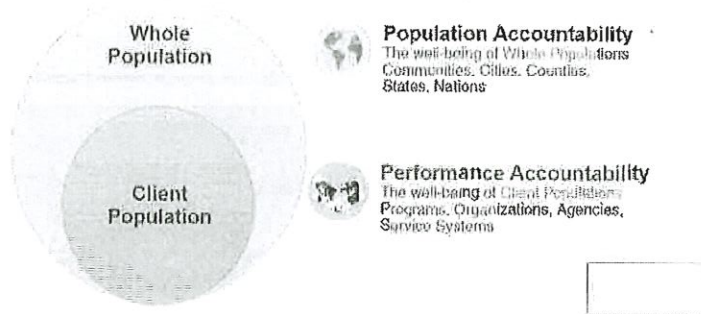 Whole
Population
Client
Population
Population Accountability
The well-being of Whole Populations
Communities, Cities, Counties,
States, Nations
Performance Accountability
The well-being of Client Populations
Programs, Organizations, Agencies,
Service Systems